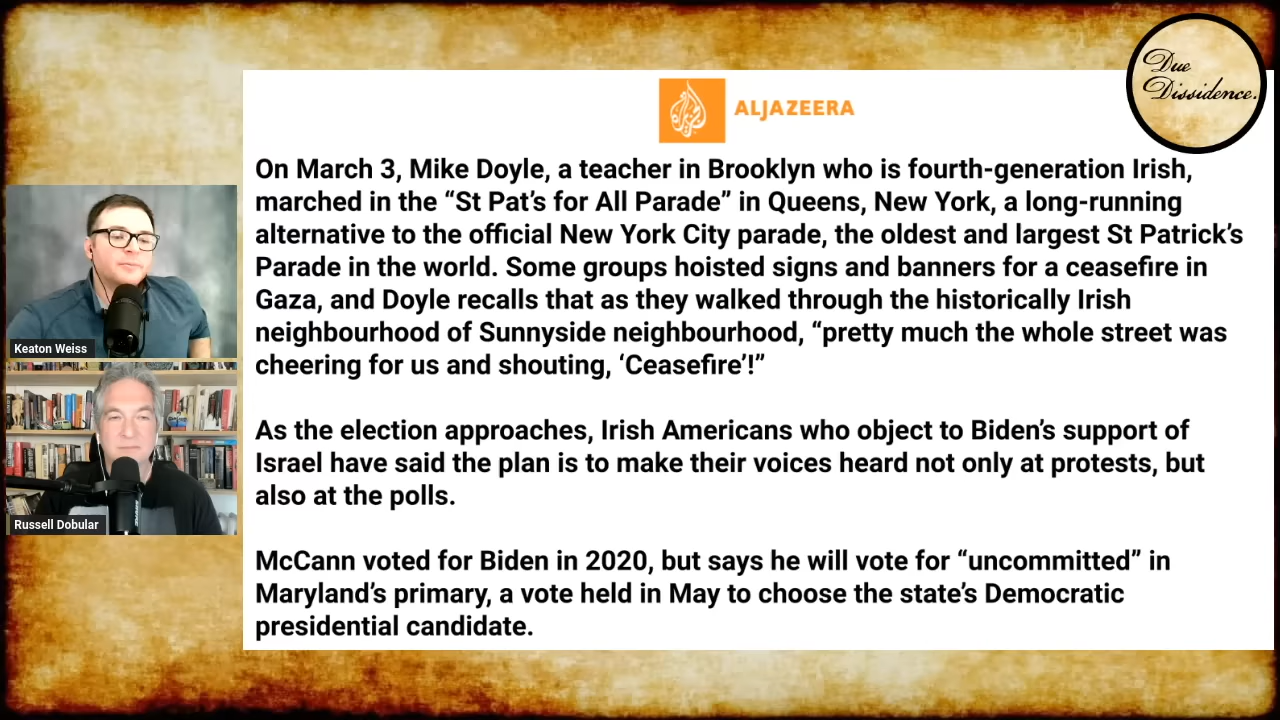 Due
Dissidence.
ALJAZEERA
On March 3, Mike Doyle, a teacher in Brooklyn who is fourth-generation Irish,
marched in the “St Pat’s for All Parade” in Queens, New York, a long-running
alternative to the official New York City parade, the oldest and largest St Patrick’s
Parade in the world. Some groups hoisted signs and banners for a ceasefire in
Gaza, and Doyle recalls that as they walked through the historically Irish
neighbourhood of Sunnyside neighbourhood, “pretty much the whole street was
cheering for us and shouting, ‘Ceasefire’!”
As the election approaches, Irish Americans who object to Biden’s support of
Israel have said the plan is to make their voices heard not only at protests, but
also at the polls.
McCann voted for Biden in 2020, but says he will vote for “uncommitted” in
Maryland’s primary, a vote held in May to choose the state’s Democratic
presidential candidate.
Keaton Weiss
Russell Dobular